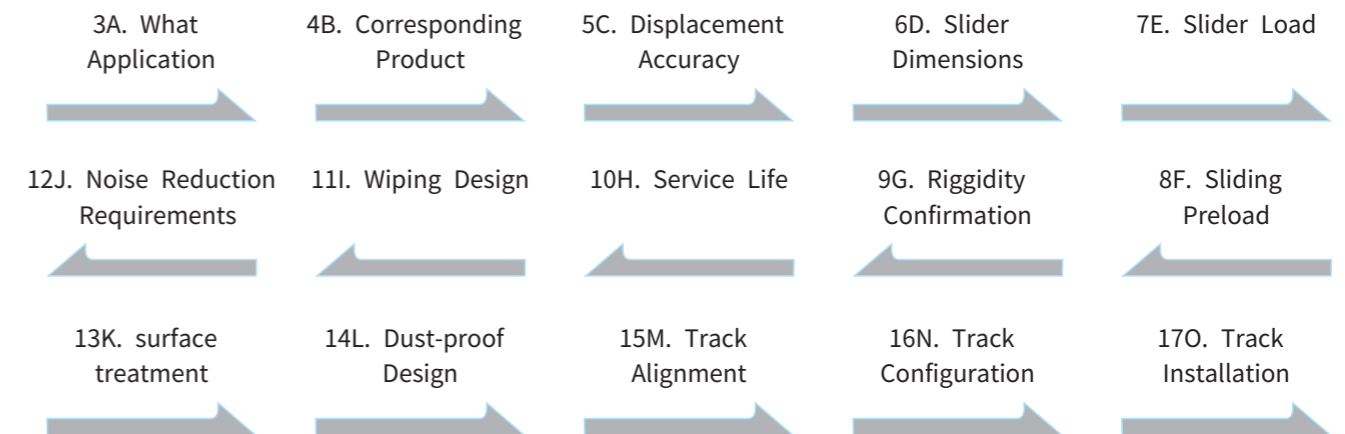 3A. What
Application
4B. Corresponding
Product
5C. Displacement
Accuracy
6D. Slider
Dimensions
7E. Slider Load
12J. Noise Reduction
Requirements
11I. Wiping Design
10H. Service Life
9G. Riggidity
Confirmation
8F. Sliding
Preload
13K. surface
treatment
14L. Dust-proof
Design
15M. Track
Alignment
16N. Track
Configuration
17O. Track
Installation